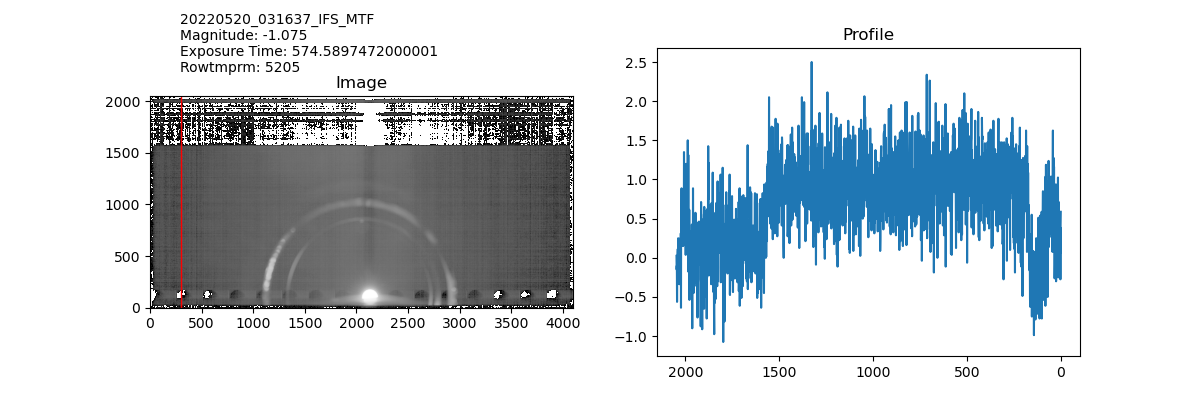 20220520_031637_IFS_MTF
Magnitude: -1.075
Exposure Time: 574.5897472000001
Rowtmprm: 5205
Image
2000
1500
1000
500
0
0 500 1000 1500 2000 2500 3000 3500 4000
Profile
2.5
2.0
1.5
1.0
0.5
0.0
−0.5
−1.0
2000 1500 1000 500 0